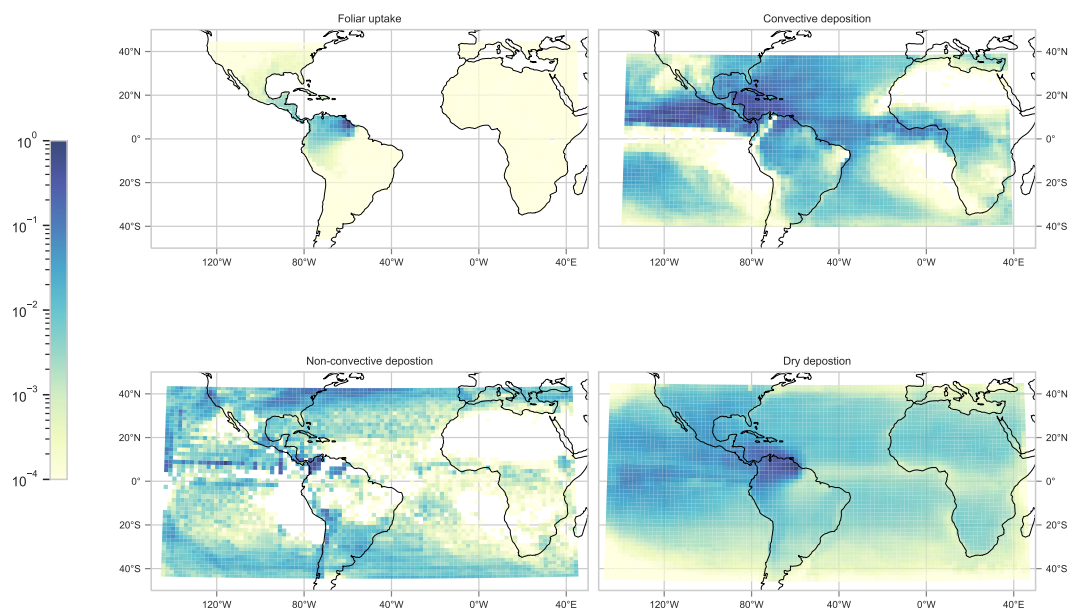 Foliar uptake
Convective deposition
40°N
20°N
0°
20°S
40°S
40°N
20°N
0°
20°S
40°S
120°W 80°W 40°W 0°W 40°E
120°W 80°W 40°W 0°W 40°E
10⁰
10⁻¹
10⁻²
10⁻³
10⁻⁴
Non-convective depostion
Dry depostion
40°N
20°N
0°
20°S
40°S
40°N
20°N
0°
20°S
40°S
120°W 80°W 40°W 0°W 40°E
120°W 80°W 40°W 0°W 40°E